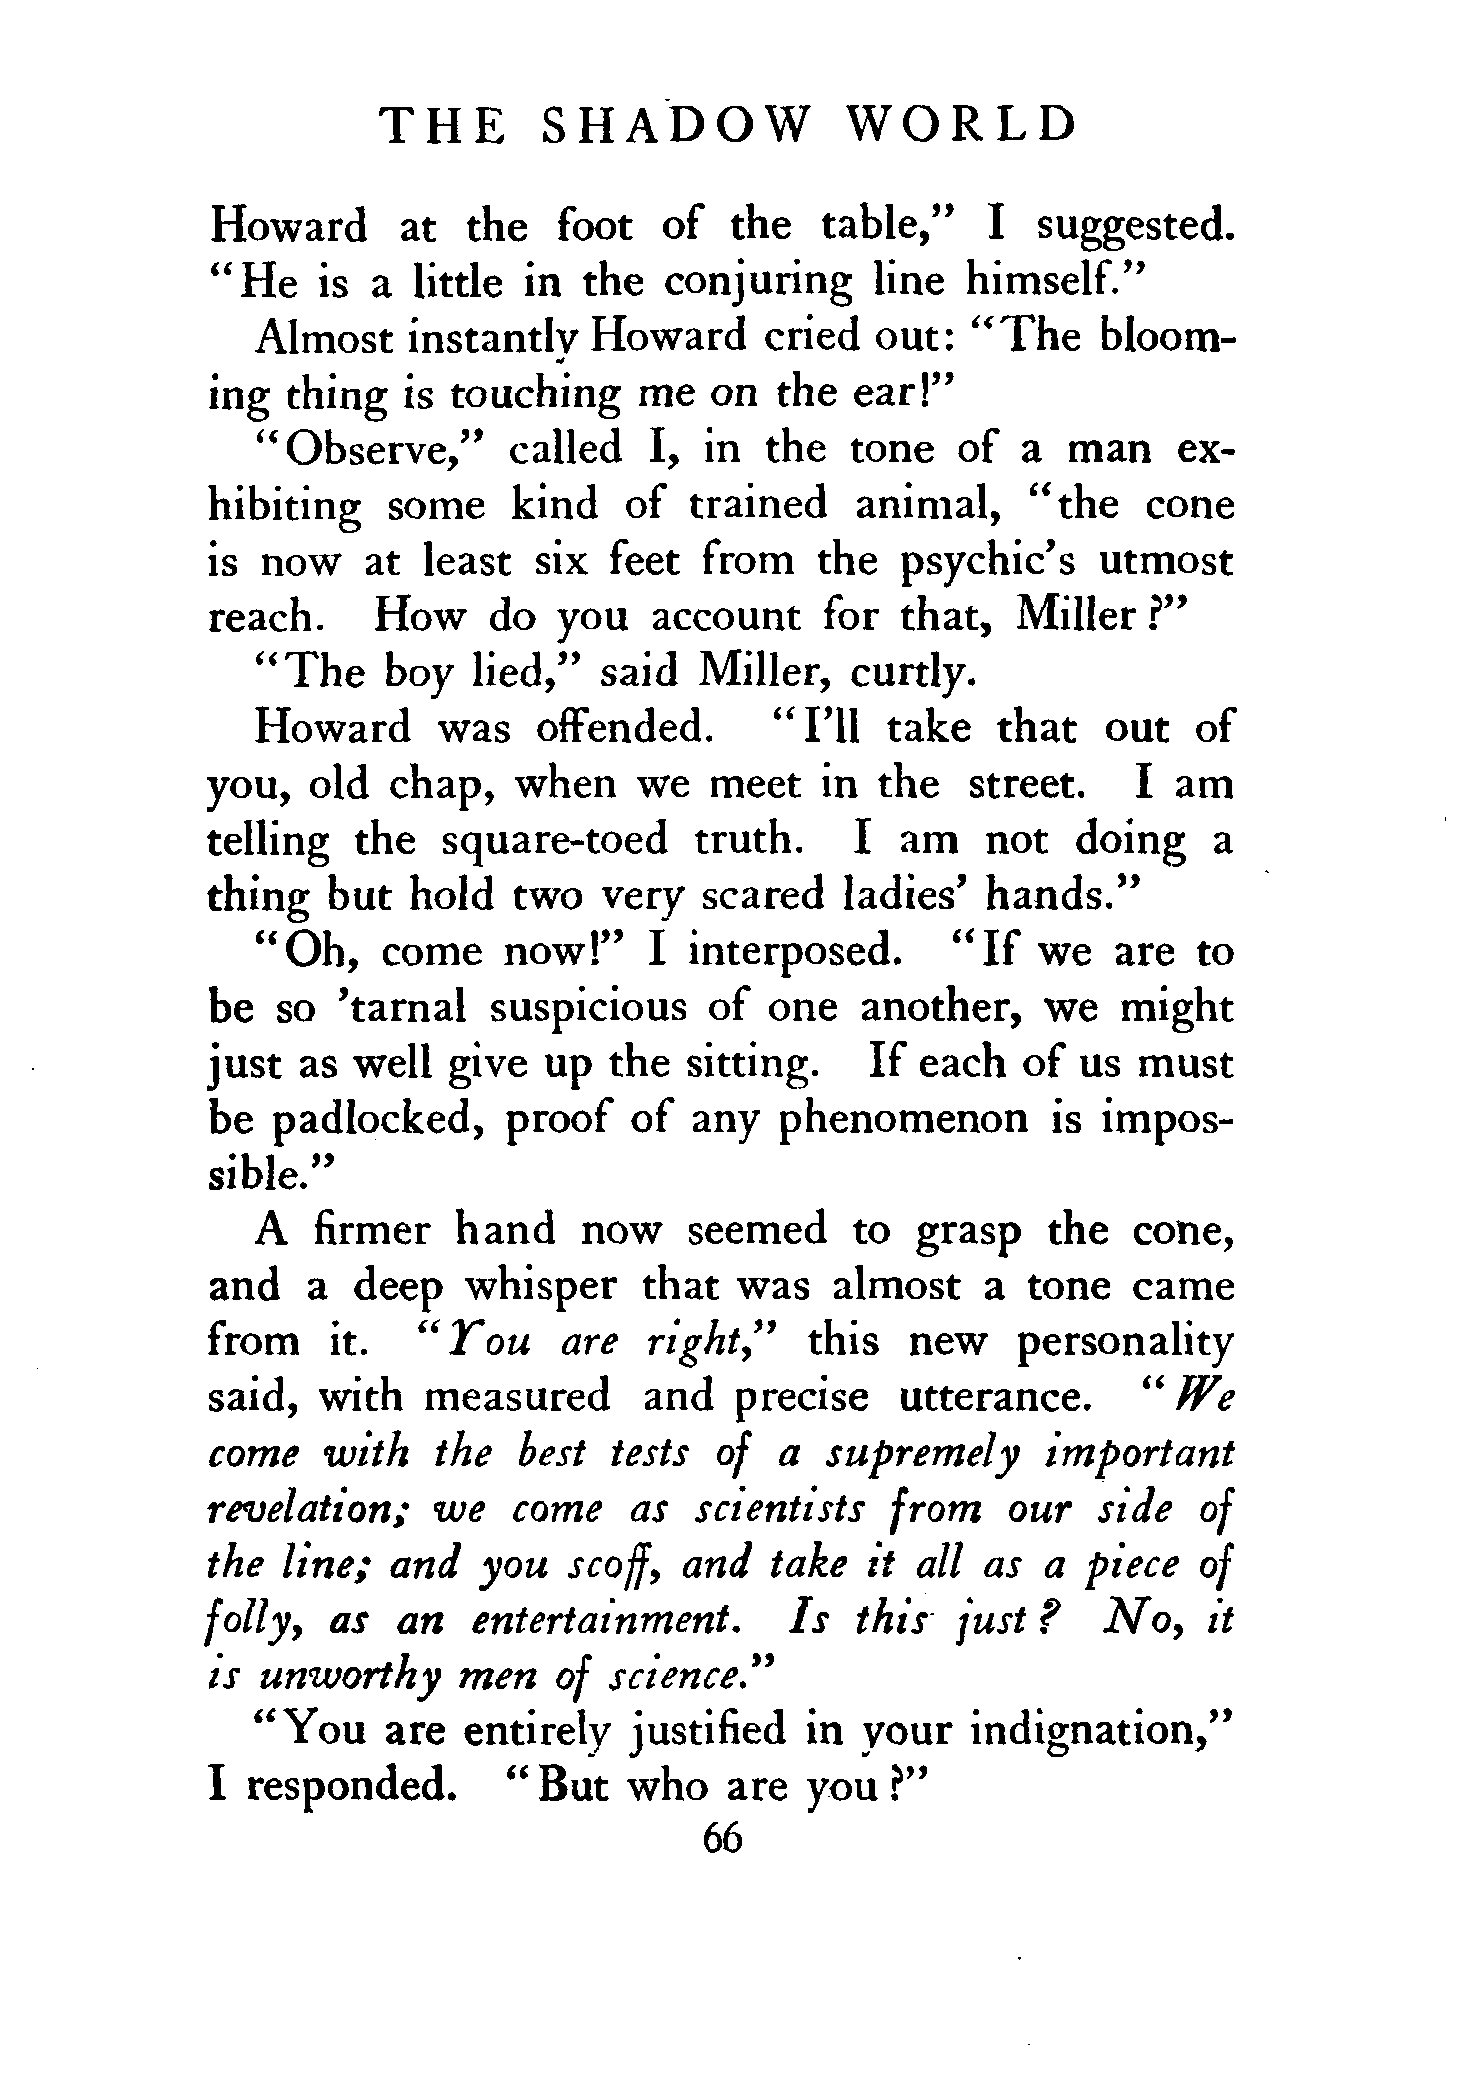 THE SHADOW WORLD
Howard at the foot of the table," I suggested.
"He is a little in the conjuring line himself."
Almost instantly Howard cried out: "The bloom-
ing thing is touching me on the ear!"
"Observe," called I, in the tone of a man ex-
hibiting some kind of trained animal, "the cone
is now at least six feet from the psychic's utmost
reach. How do you account for that, Miller?"
"The boy lied," said Miller, curtly.
Howard was offended. "I'll take that out of
you, old chap, when we meet in the street. I am
telling the square-toed truth. I am not doing a
thing but hold two very scared ladies' hands."
"Oh, come now!" I interposed. "If we are to
be so 'tarnal suspicious of one another, we might
just as well give up the sitting. If each of us must
be padlocked, proof of any phenomenon is impos-
sible."
A firmer hand now seemed to grasp the cone,
and a deep whisper that was almost a tone came
from it. "You are right," this new personality
said, with measured and precise utterance. "We
come with the best tests of a supremely important
revelation; we come as scientists from our side of
the line; and you scoff, and take it all as a piece of
folly, as an entertainment. Is this just? No, it
is unworthy men of science."
"You are entirely justified in your indignation,"
I responded. "But who are you?"
66